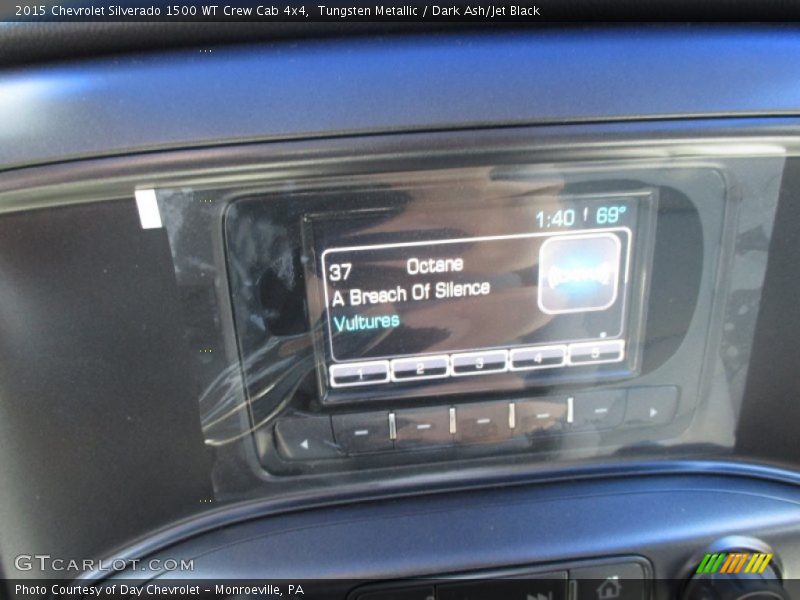 2015 Chevrolet Silverado 1500 WT Crew Cab 4x4, Tungsten Metallic / Dark Ash/Jet Black
1:40 69°
37 Octane
A Breach Of Silence
Vultures
1 2 3 4 5
GTCARLOT.COM
Photo Courtesy of Day Chevrolet - Monroeville, PA